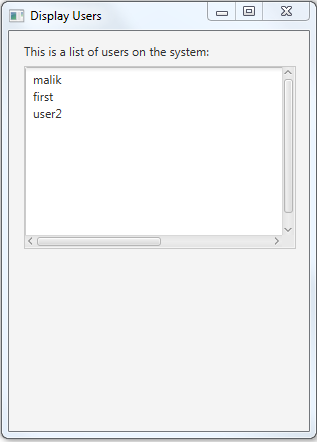 Display Users
This is a list of users on the system:
malik
first
user2